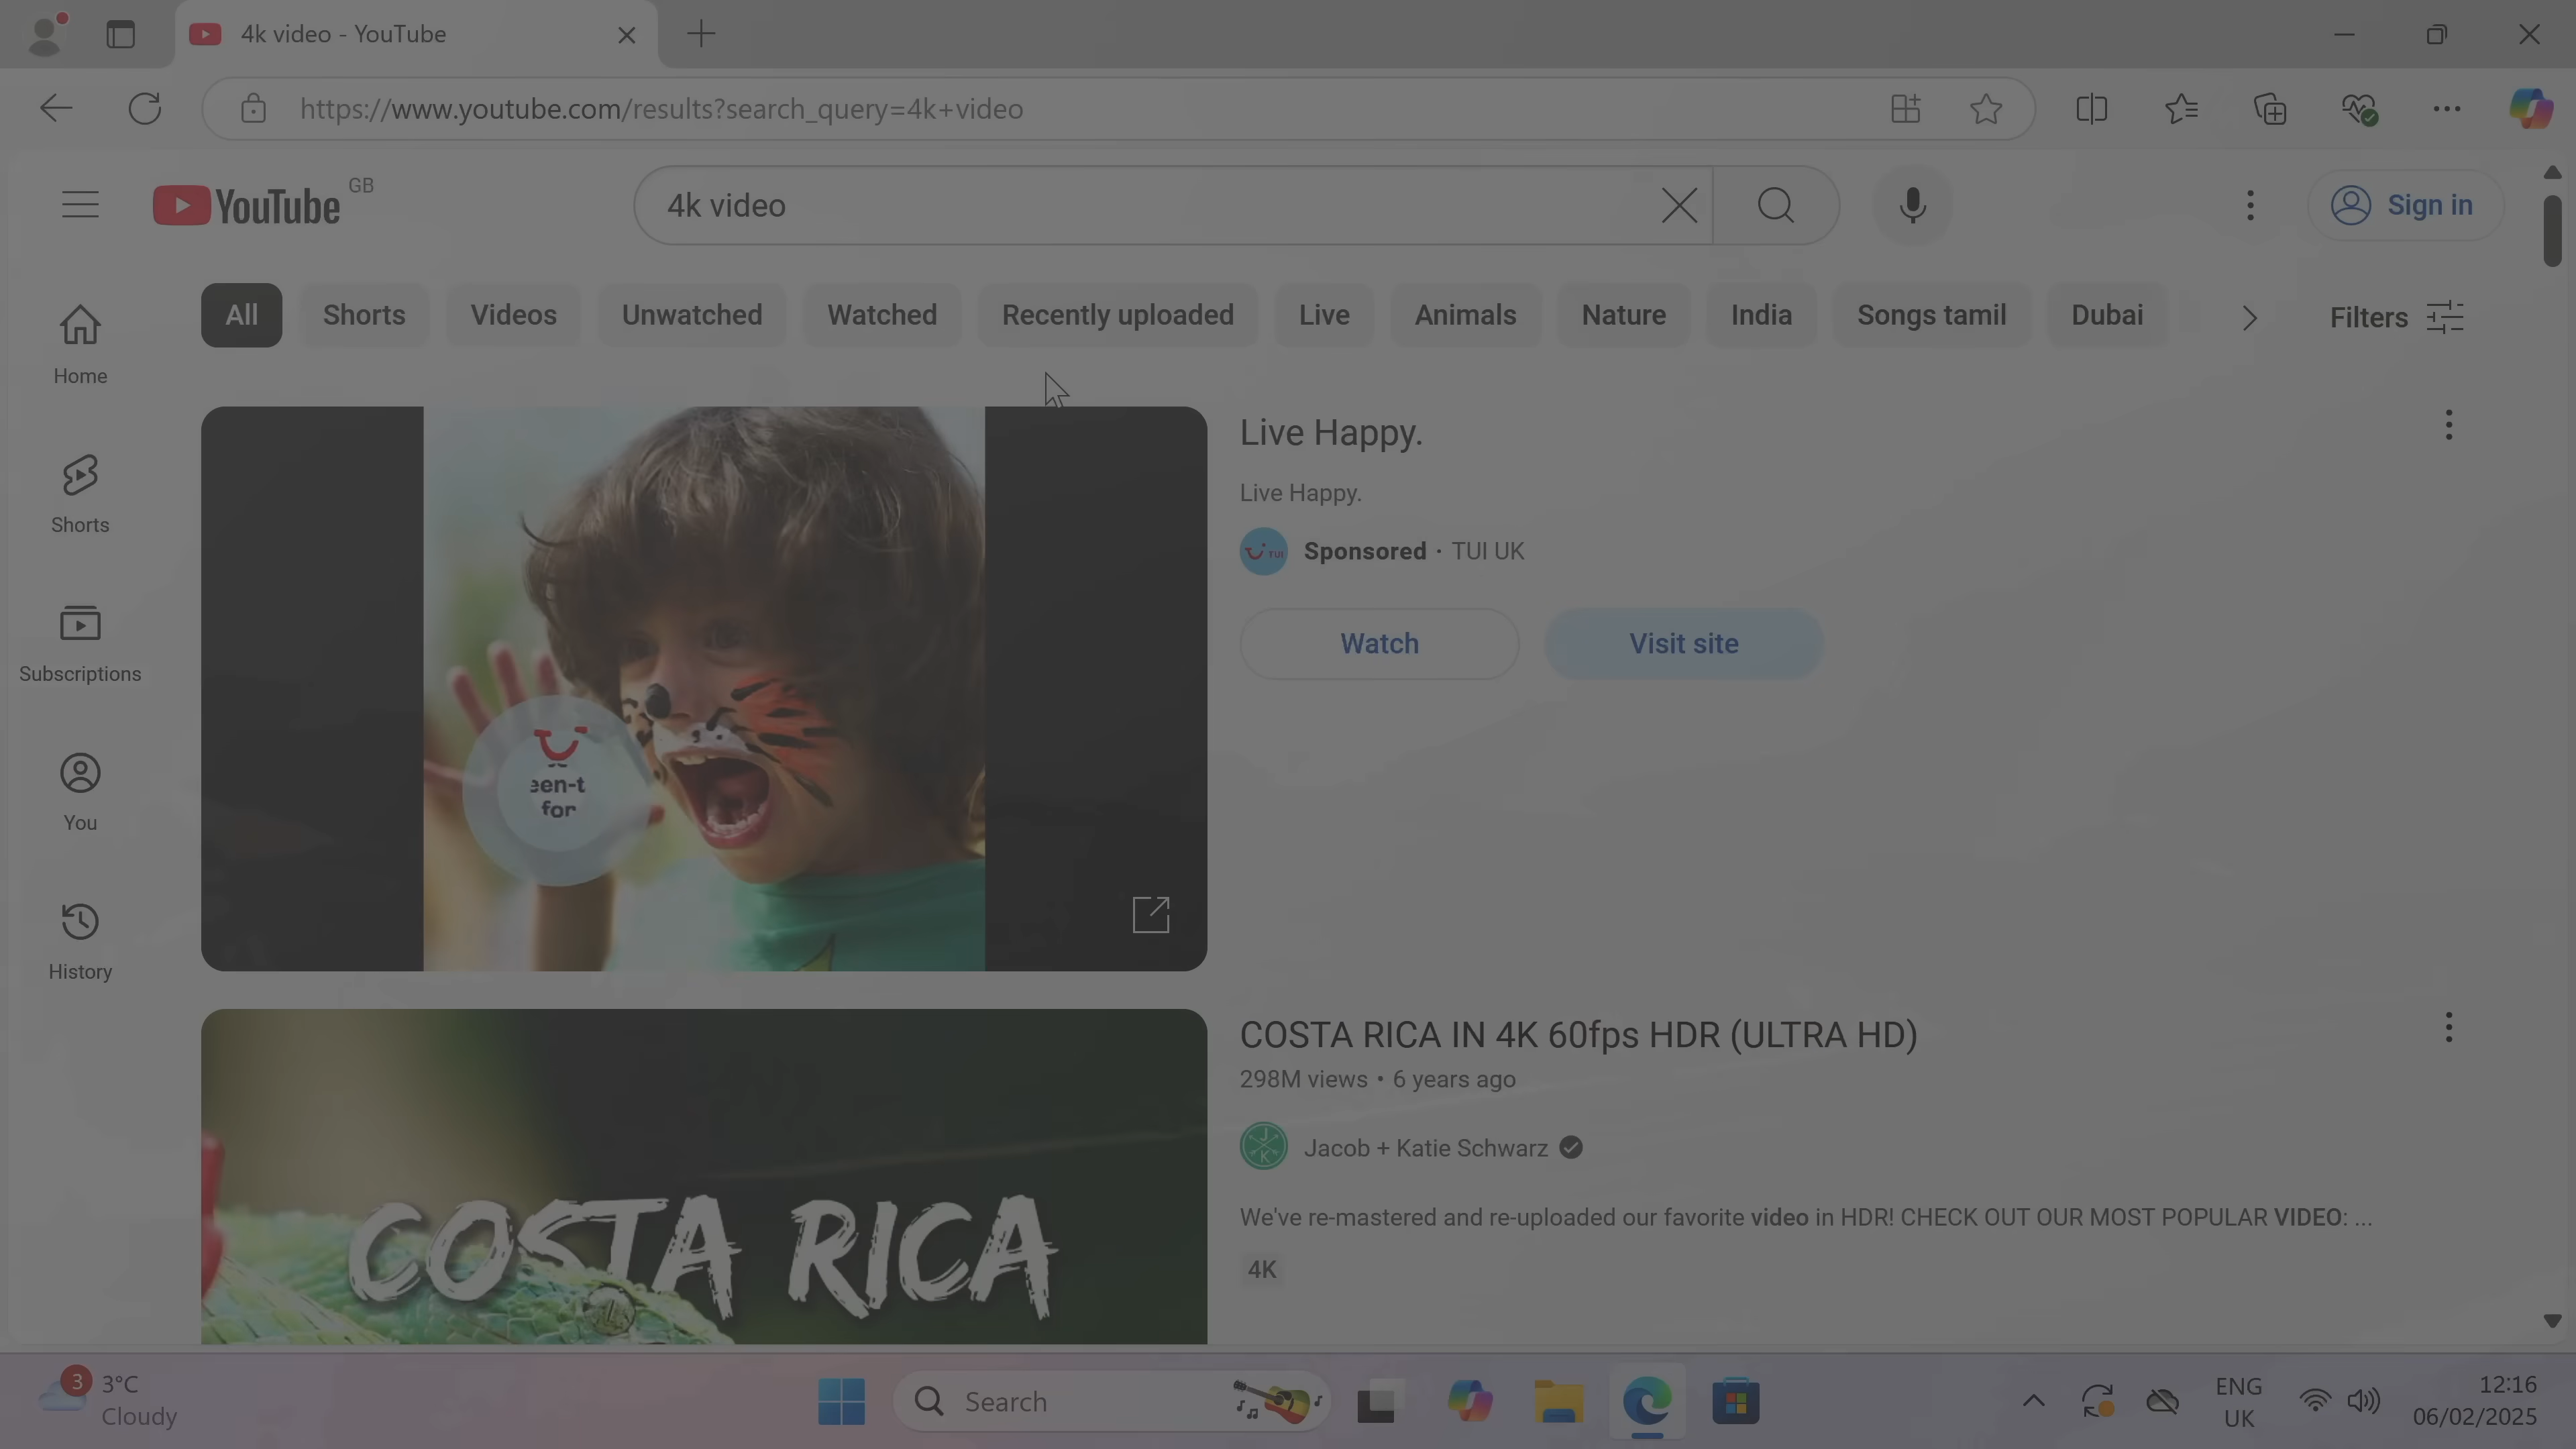 4k video - YouTube
https://www.youtube.com/results?search_query=4k+video
YouTube GB
4k video
Sign in
All
Shorts
Videos
Unwatched
Watched
Recently uploaded
Live
Animals
Nature
India
Songs tamil
Dubai
Filters
Home
Shorts
Subscriptions
You
History
een-t
for
Live Happy.
Live Happy.
TUI
Sponsored · TUI UK
Watch
Visit site
COSTA RICA
COSTA RICA IN 4K 60fps HDR (ULTRA HD)
298M views • 6 years ago
J K
Jacob + Katie Schwarz
We've re-mastered and re-uploaded our favorite video in HDR! CHECK OUT OUR MOST POPULAR VIDEO: ...
4K
3
3°C
Cloudy
Search
ENG
UK
12:16
06/02/2025